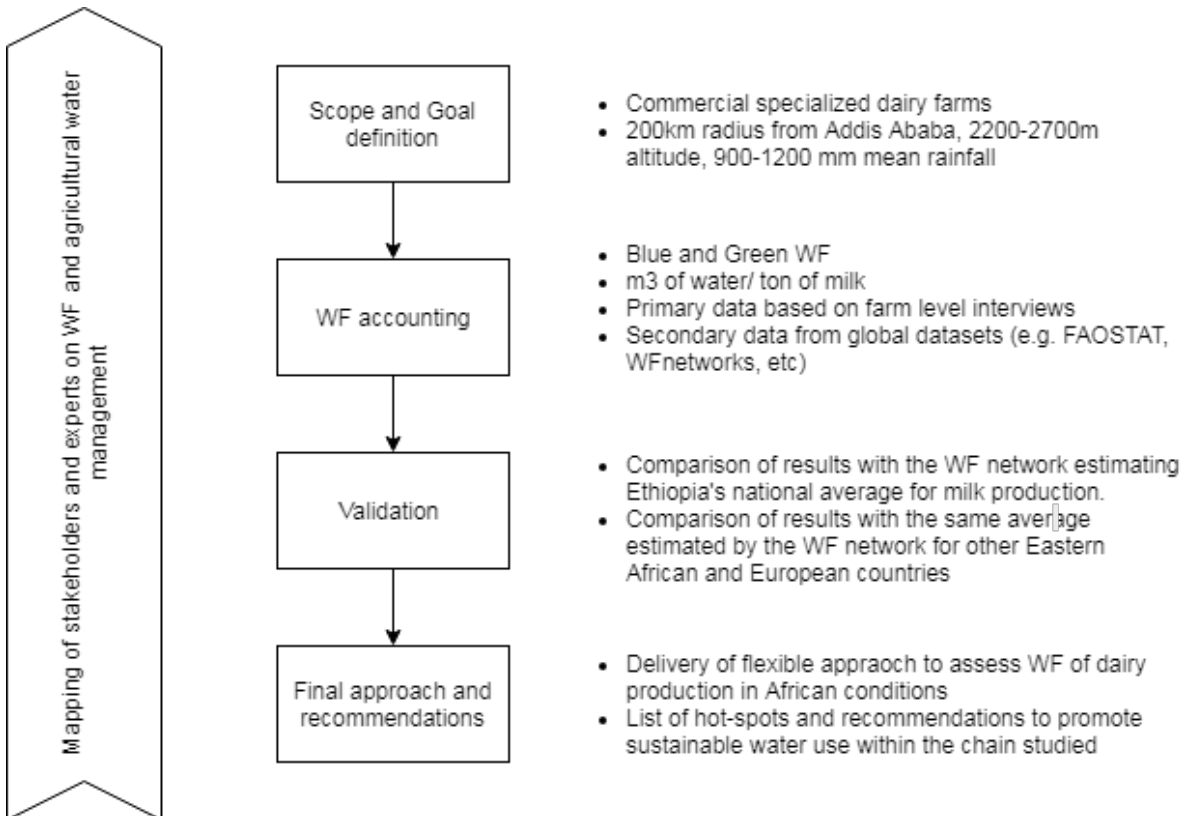 Mapping of stakeholders and experts on WF and agricultural water
management
Scope and Goal
definition
• Commercial specialized dairy farms
• 200km radius from Addis Ababa, 2200-2700m
altitude, 900-1200 mm mean rainfall
WF accounting
• Blue and Green WF
• m3 of water/ ton of milk
• Primary data based on farm level interviews
• Secondary data from global datasets (e.g. FAOSTAT,
WFnetworks, etc)
Validation
• Comparison of results with the WF network estimating
Ethiopia's national average for milk production.
• Comparison of results with the same average
estimated by the WF network for other Eastern
African and European countries
Final approach and
recommendations
• Delivery of flexible appraoch to assess WF of dairy
production in African conditions
• List of hot-spots and recommendations to promote
sustainable water use within the chain studied